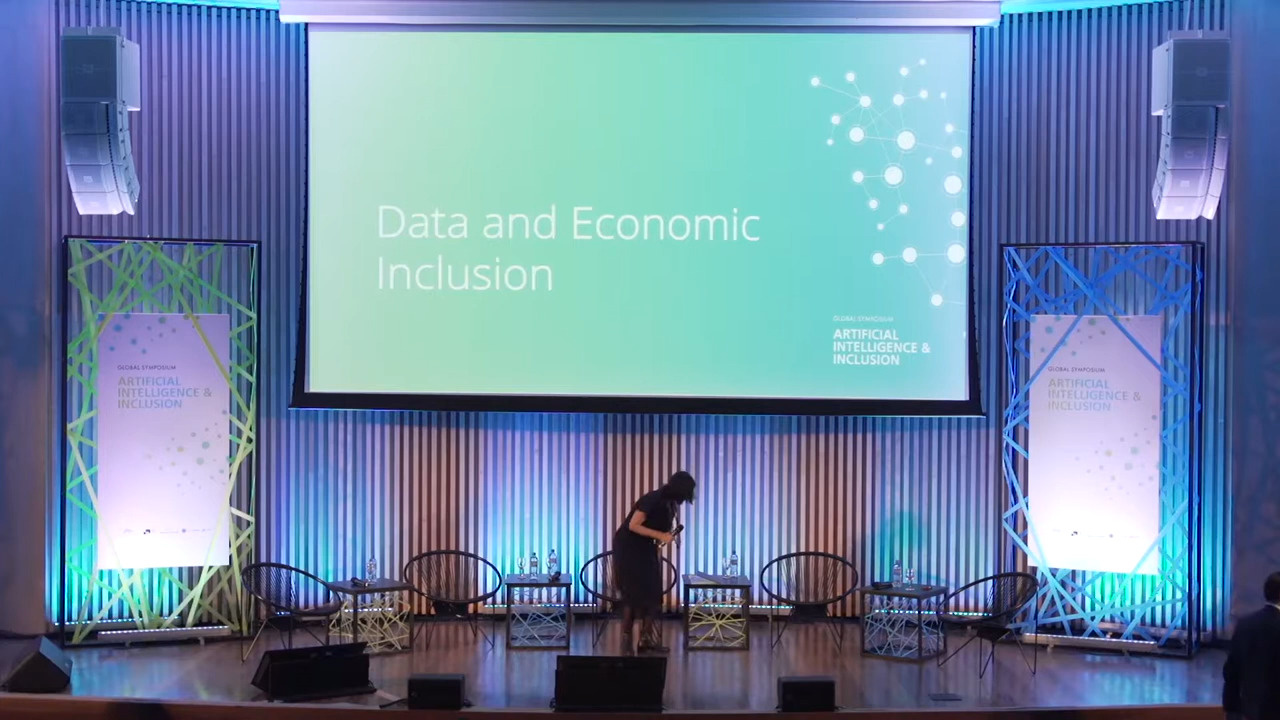 Data and Economic
Inclusion
GLOBAL SYMPOSIUM
ARTIFICIAL
INTELLIGENCE &
INCLUSION
GLOBAL SYMPOSIUM
ARTIFICIAL
INTELLIGENCE &
INCLUSION
GLOBAL SYMPOSIUM
ARTIFICIAL
INTELLIGENCE &
INCLUSION